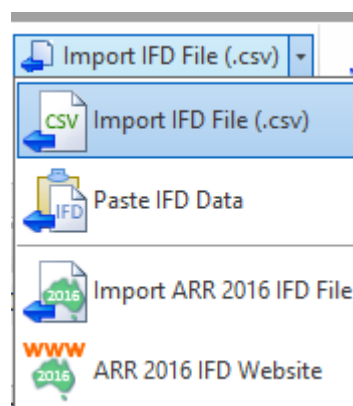 Import IFD File (.csv)
CSV Import IFD File (.csv)
IFD Paste IFD Data
2016 Import ARR 2016 IFD File
WWW
2016 ARR 2016 IFD Website